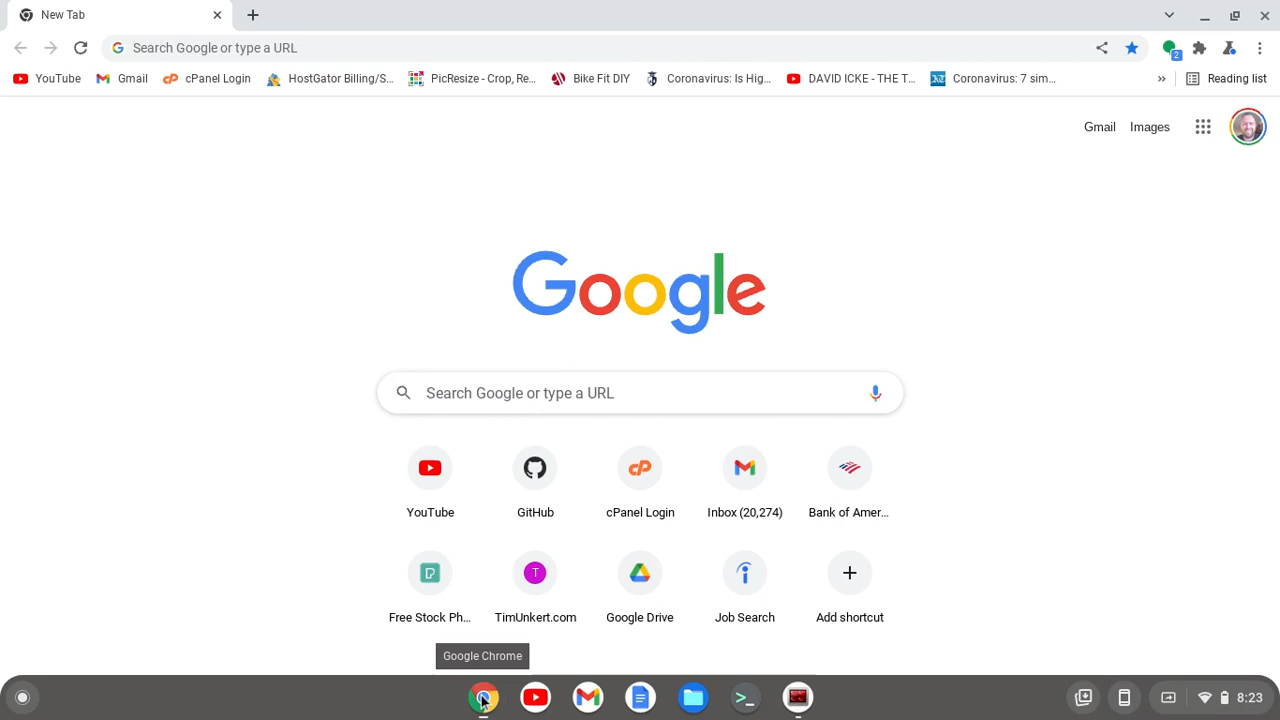 New Tab
Search Google or type a URL
2
YouTube Gmail cPanel Login HostGator Billing/S... PicResize - Crop, Re... Bike Fit DIY Coronavirus: Is Hig... DAVID ICKE - THE T... Coronavirus: 7 sim... » Reading list
Gmail Images
Google
Search Google or type a URL
YouTube GitHub cPanel Login Inbox (20,274) Bank of Amer...
T
Free Stock Ph... TimUnkert.com Google Drive Job Search Add shortcut
Google Chrome
8:23